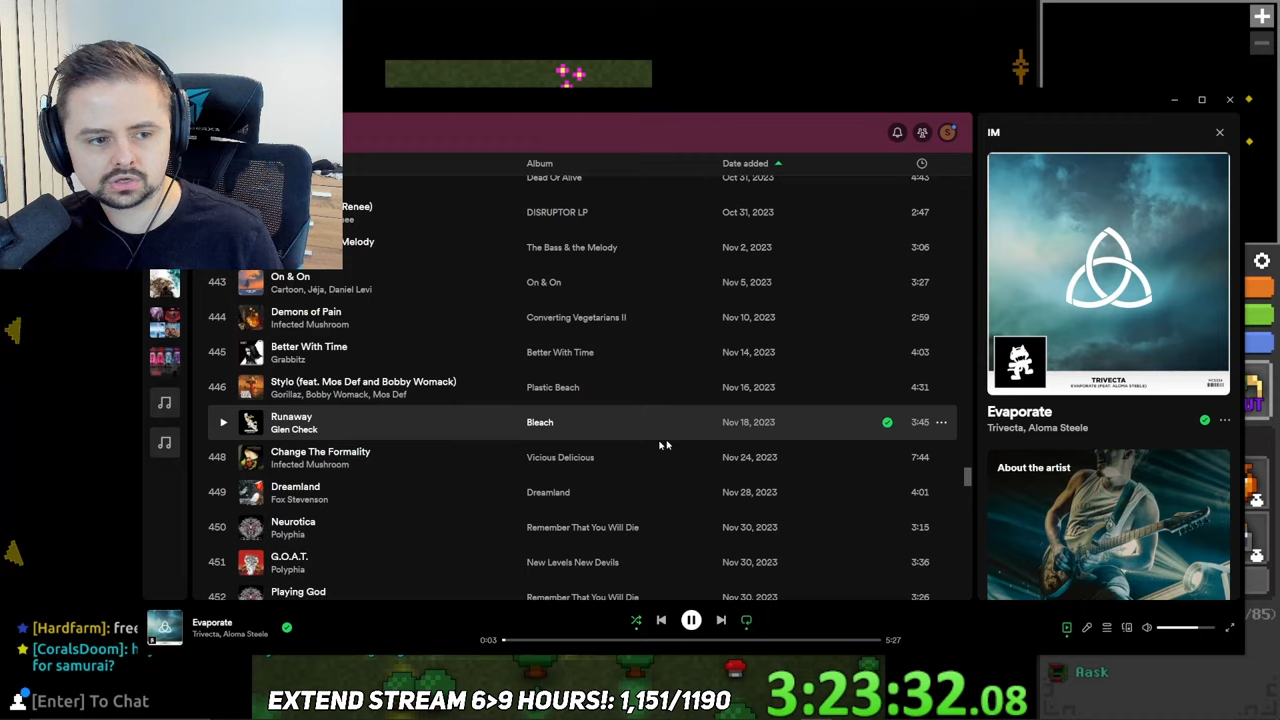 IM
Album
Date added
Dead Or Alive
Oct 31, 2023
4:43
Renee)
DISRUPTOR LP
Oct 31, 2023
2:47
Melody
The Bass & the Melody
Nov 2, 2023
3:06
443
On & On
Cartoon, Jéja, Daniel Levi
On & On
Nov 5, 2023
3:27
444
Demons of Pain
Infected Mushroom
Converting Vegetarians II
Nov 10, 2023
2:59
445
Better With Time
Grabbitz
Better With Time
Nov 14, 2023
4:03
446
Stylo (feat. Mos Def and Bobby Womack)
Gorillaz, Bobby Womack, Mos Def
Plastic Beach
Nov 16, 2023
4:31
Runaway
Glen Check
Bleach
Nov 18, 2023
3:45
448
Change The Formality
Infected Mushroom
Vicious Delicious
Nov 24, 2023
7:44
449
Dreamland
Fox Stevenson
Dreamland
Nov 28, 2023
4:01
450
Neurotica
Polyphia
Remember That You Will Die
Nov 30, 2023
3:15
451
G.O.A.T.
Polyphia
New Levels New Devils
Nov 30, 2023
3:36
452
Playing God
Remember That You Will Die
Nov 30, 2023
3:26
TRIVECTA
EVAPORATE (FEAT. ALOMA STEELE)
Evaporate
Trivecta, Aloma Steele
About the artist
Evaporate
Trivecta, Aloma Steele
0:03
5:27
[Hardfarm]: free
[CoralsDoom]:
for samurai?
[Enter] To Chat
EXTEND STREAM 6>9 HOURS!: 1,151/1190
3:23:32.08
/85)
Aask